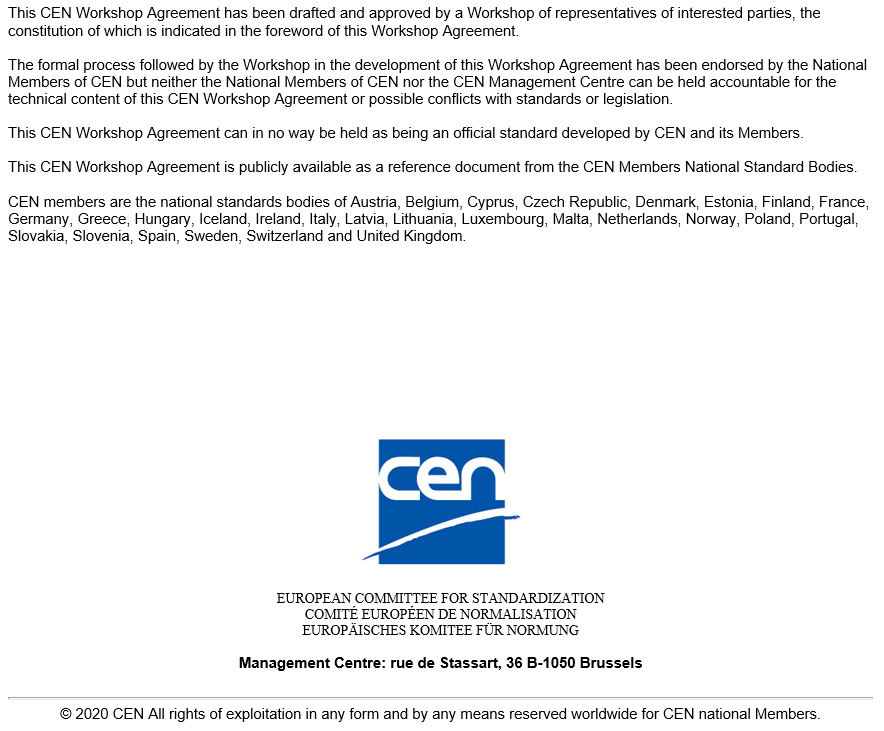 This CEN Workshop Agreement has been drafted and approved by a Workshop of representatives of interested parties, the
constitution of which is indicated in the foreword of this Workshop Agreement.
The formal process followed by the Workshop in the development of this Workshop Agreement has been endorsed by the National
Members of CEN but neither the National Members of CEN nor the CEN Management Centre can be held accountable for the
technical content of this CEN Workshop Agreement or possible conflicts with standards or legislation.
This CEN Workshop Agreement can in no way be held as being an official standard developed by CEN and its Members.
This CEN Workshop Agreement is publicly available as a reference document from the CEN Members National Standard Bodies.
CEN members are the national standards bodies of Austria, Belgium, Cyprus, Czech Republic, Denmark, Estonia, Finland, France,
Germany, Greece, Hungary, Iceland, Ireland, Italy, Latvia, Lithuania, Luxembourg, Malta, Netherlands, Norway, Poland, Portugal,
Slovakia, Slovenia, Spain, Sweden, Switzerland and United Kingdom.
cen
EUROPEAN COMMITTEE FOR STANDARDIZATION
COMITÉ EUROPÉEN DE NORMALISATION
EUROPÄISCHES KOMITEE FÜR NORMUNG
Management Centre: rue de Stassart, 36 B-1050 Brussels
© 2020 CEN All rights of exploitation in any form and by any means reserved worldwide for CEN national Members.